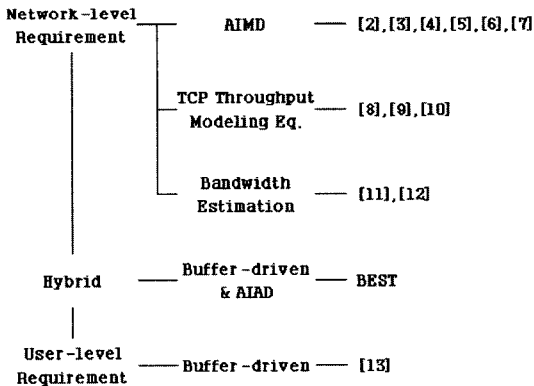 Network-level
Requirement
AIMD
[2],[3],[4],[5],[6],[7]
TCP Throughput
Modeling Eq.
[8],[9],[10]
Bandwidth
Estimation
[11],[12]
Hybrid
Buffer-driven
& AIAD
BEST
User-level
Requirement
Buffer-driven
[13]